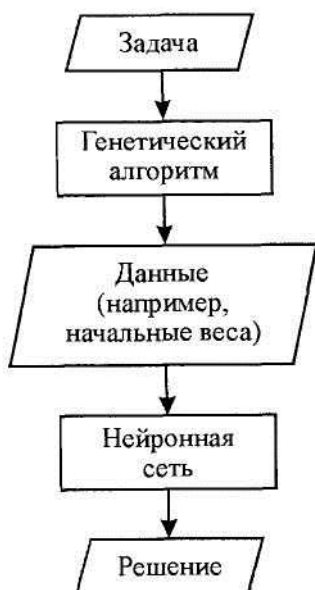 Задача
Генетический
алгоритм
Данные
(например,
начальные веса)
Нейронная
сеть
Решение